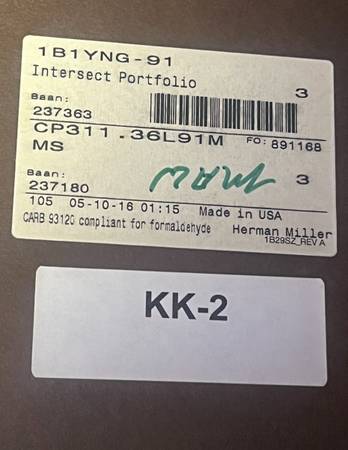 1B1YNG-91
Intersect Portfolio 3
Baan:
237363
CP311.36L91M FO: 891168
MS
Baan: 3
237180
105 05-10-16 01:15 Made in USA
CARB 93120 compliant for formaldehyde Herman Miller
1B29SZ_REV A
KK-2